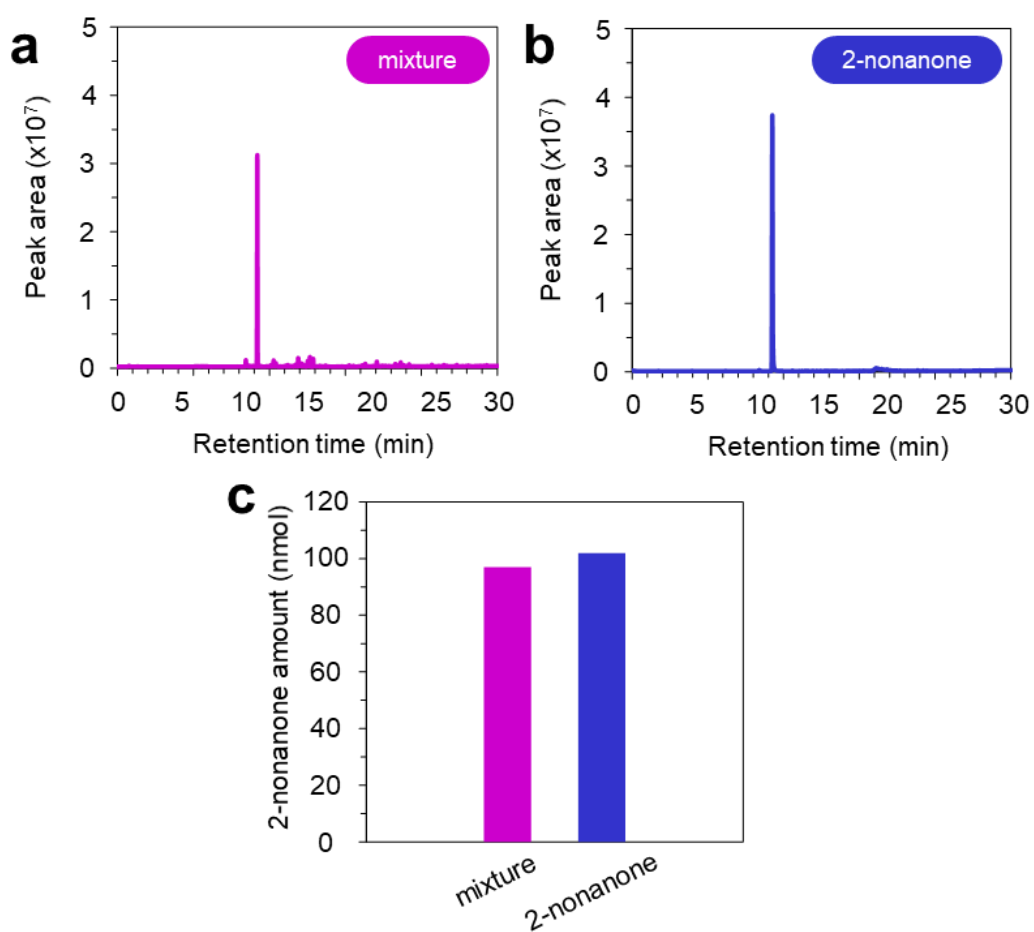 a
mixture
Peak area (x10⁷)
5
4
3
2
1
0
0 5 10 15 20 25 30
Retention time (min)
b
2-nonanone
Peak area (x10⁷)
5
4
3
2
1
0
0 5 10 15 20 25 30
Retention time (min)
c
2-nonanone amount (nmol)
120
100
80
60
40
20
0
mixture
2-nonanone